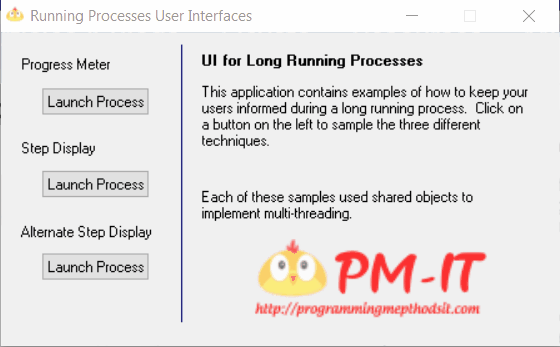 Running Processes User Interfaces
Progress Meter
Launch Process
Step Display
Launch Process
Alternate Step Display
Launch Process
UI for Long Running Processes
This application contains examples of how to keep your
users informed during a long running process.  Click on
a button on the left to sample the three different
techniques.
Each of these samples used shared objects to
implement multi-threading.
PM-IT
http://programmingmepthodsit.com